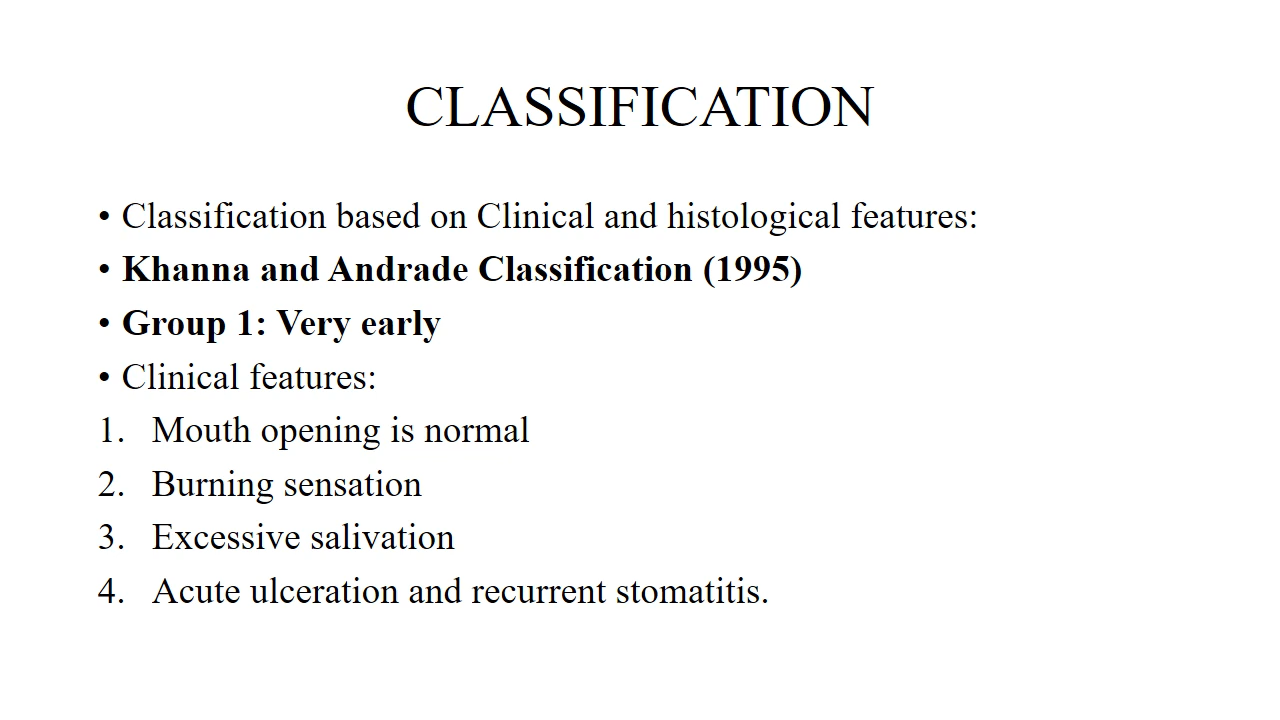 CLASSIFICATION
• Classification based on Clinical and histological features:
• Khanna and Andrade Classification (1995)
• Group 1: Very early
• Clinical features:
1. Mouth opening is normal
2. Burning sensation
3. Excessive salivation
4. Acute ulceration and recurrent stomatitis.